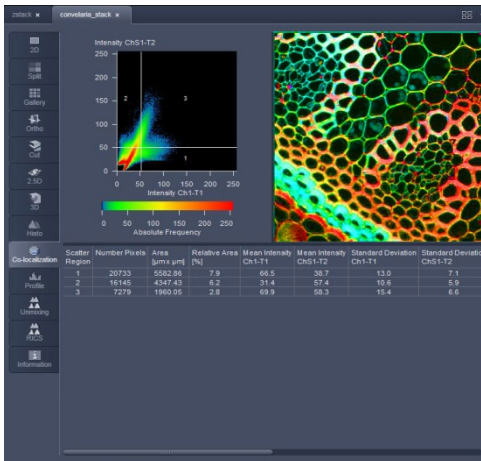 zstack x convelaria_stack x
2D
Split
Gallery
Ortho
Cut
2.5D
3D
Histo
Co-localization
Profile
Unmixing
RICS
Information
Intensity ChS1-T2
250
200
150
100
50
0
2 3
1
0 50 100 150 200 250
Intensity Ch1-T1
0 50 100 150 200 250
Absolute Frequency
Scatter Region Number Pixels Area [µm x µm] Relative Area [%] Mean Intensity Ch1-T1 Mean Intensity ChS1-T2 Standard Deviation Ch1-T1 Standard Deviation ChS1-T2
1 20733 5582.86 7.9 66.5 38.7 13.0 7.1
2 16145 4347.43 6.2 31.4 57.4 10.6 5.9
3 7279 1960.05 2.8 69.9 58.3 15.4 6.6